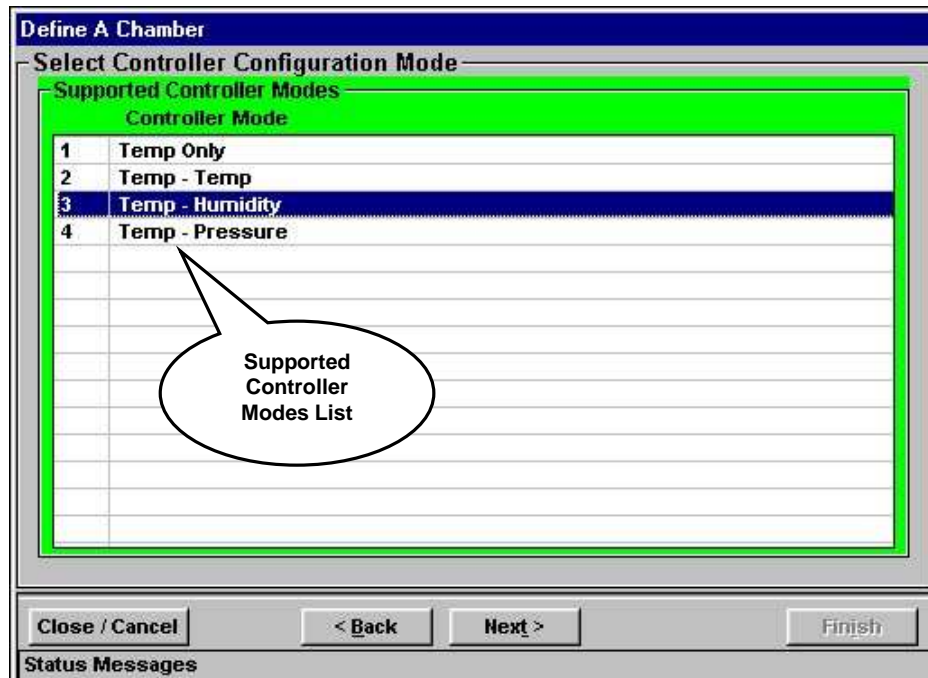 Define A Chamber
Select Controller Configuration Mode
Supported Controller Modes
Controller Mode
1 Temp Only
2 Temp - Temp
3 Temp - Humidity
4 Temp - Pressure
Supported
Controller
Modes List
Close / Cancel
< Back
Next >
Finish
Status Messages